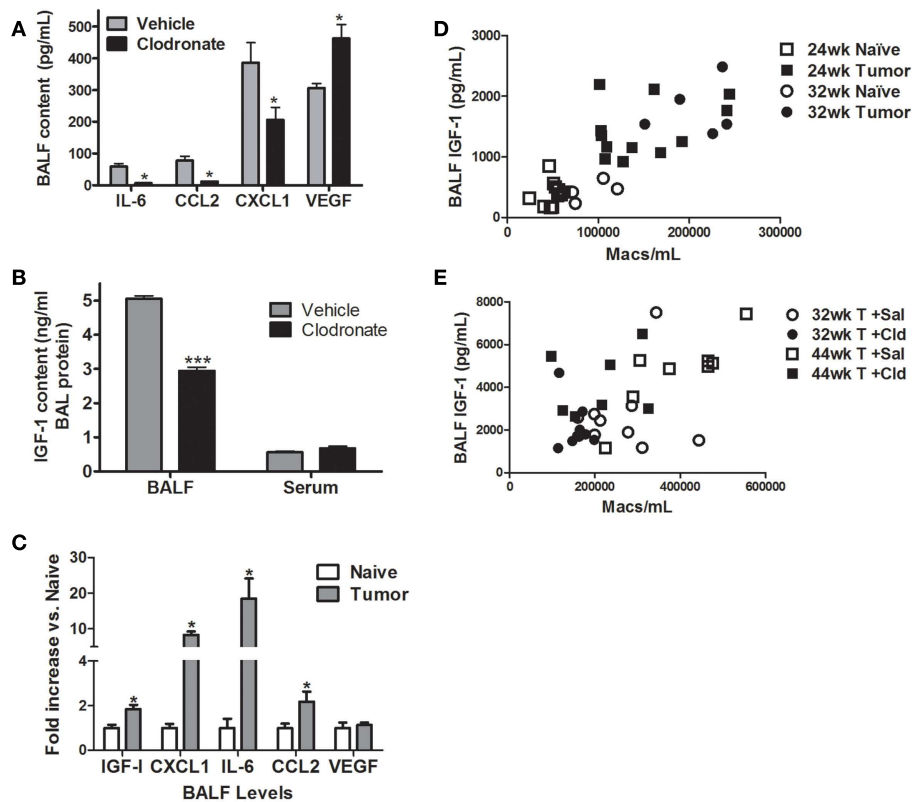 A
BALF content (pg/mL)
500
400
300
200
100
0
Vehicle
Clodronate
*
*
*
*
IL-6 CCL2 CXCL1 VEGF
B
IGF-1 content (ng/ml
BAL protein)
5
4
3
2
1
0
Vehicle
Clodronate
***
BALF Serum
C
Fold increase vs. Naive
30
20
10
4
2
0
Naive
Tumor
*
*
*
*
IGF-I CXCL1 IL-6 CCL2 VEGF
BALF Levels
D
BALF IGF-1 (pg/mL)
3000
2000
1000
0
0 100000 200000 300000
Macs/mL
24wk Naïve
24wk Tumor
32wk Naïve
32wk Tumor
E
BALF IGF-1 (pg/mL)
8000
6000
4000
2000
0
0 200000 400000 600000
Macs/mL
32wk T +Sal
32wk T +Cld
44wk T +Sal
44wk T +Cld